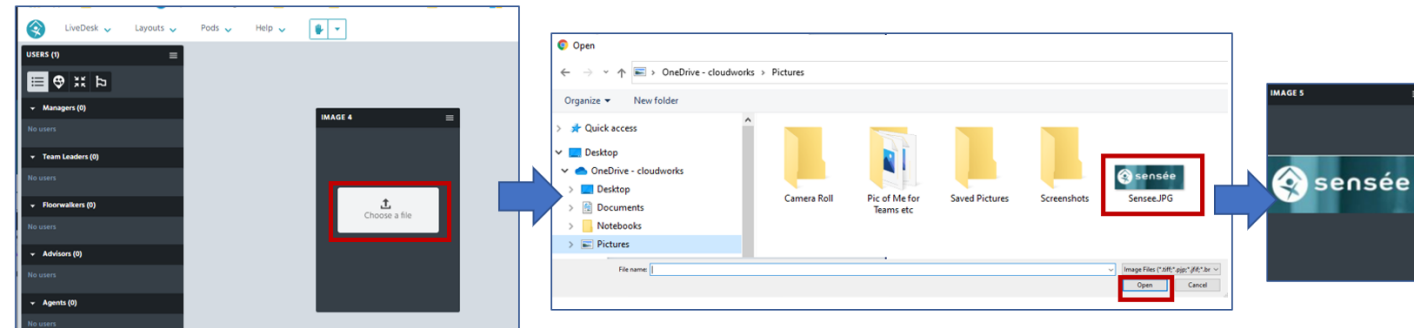 LiveDesk Layouts Pods Help
USERS (1)
Managers (0)
No users
Team Leaders (0)
No users
Floorwalkers (0)
No users
Advisors (0)
No users
Agents (0)
No users
IMAGE 4
Choose a file
Open
OneDrive - cloudworks > Pictures
Organize New folder
Quick access
Desktop
OneDrive - cloudworks
Desktop
Documents
Notebooks
Pictures
Camera Roll
Pic of Me for
Teams etc
Saved Pictures
Screenshots
sensée
Sensee.JPG
File name:
Image Files (*.tiff;*.pjp;*.jfif;*.br
Open Cancel
IMAGE 5
sensée